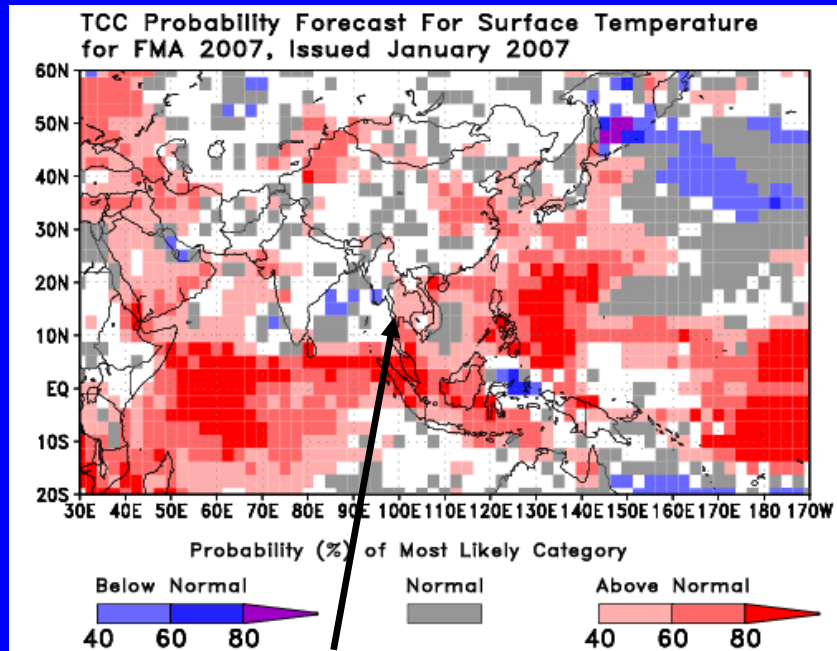 TCC Probability Forecast For Surface Temperature
for FMA 2007, Issued January 2007
60N
50N
40N
30N
20N
10N
EQ
10S
20S
30E 40E 50E 60E 70E 80E 90E 100E 110E 120E 130E 140E 150E 160E 170E 180 170W
Probability (%) of Most Likely Category
Below Normal Normal Above Normal
40 60 80 40 60 80